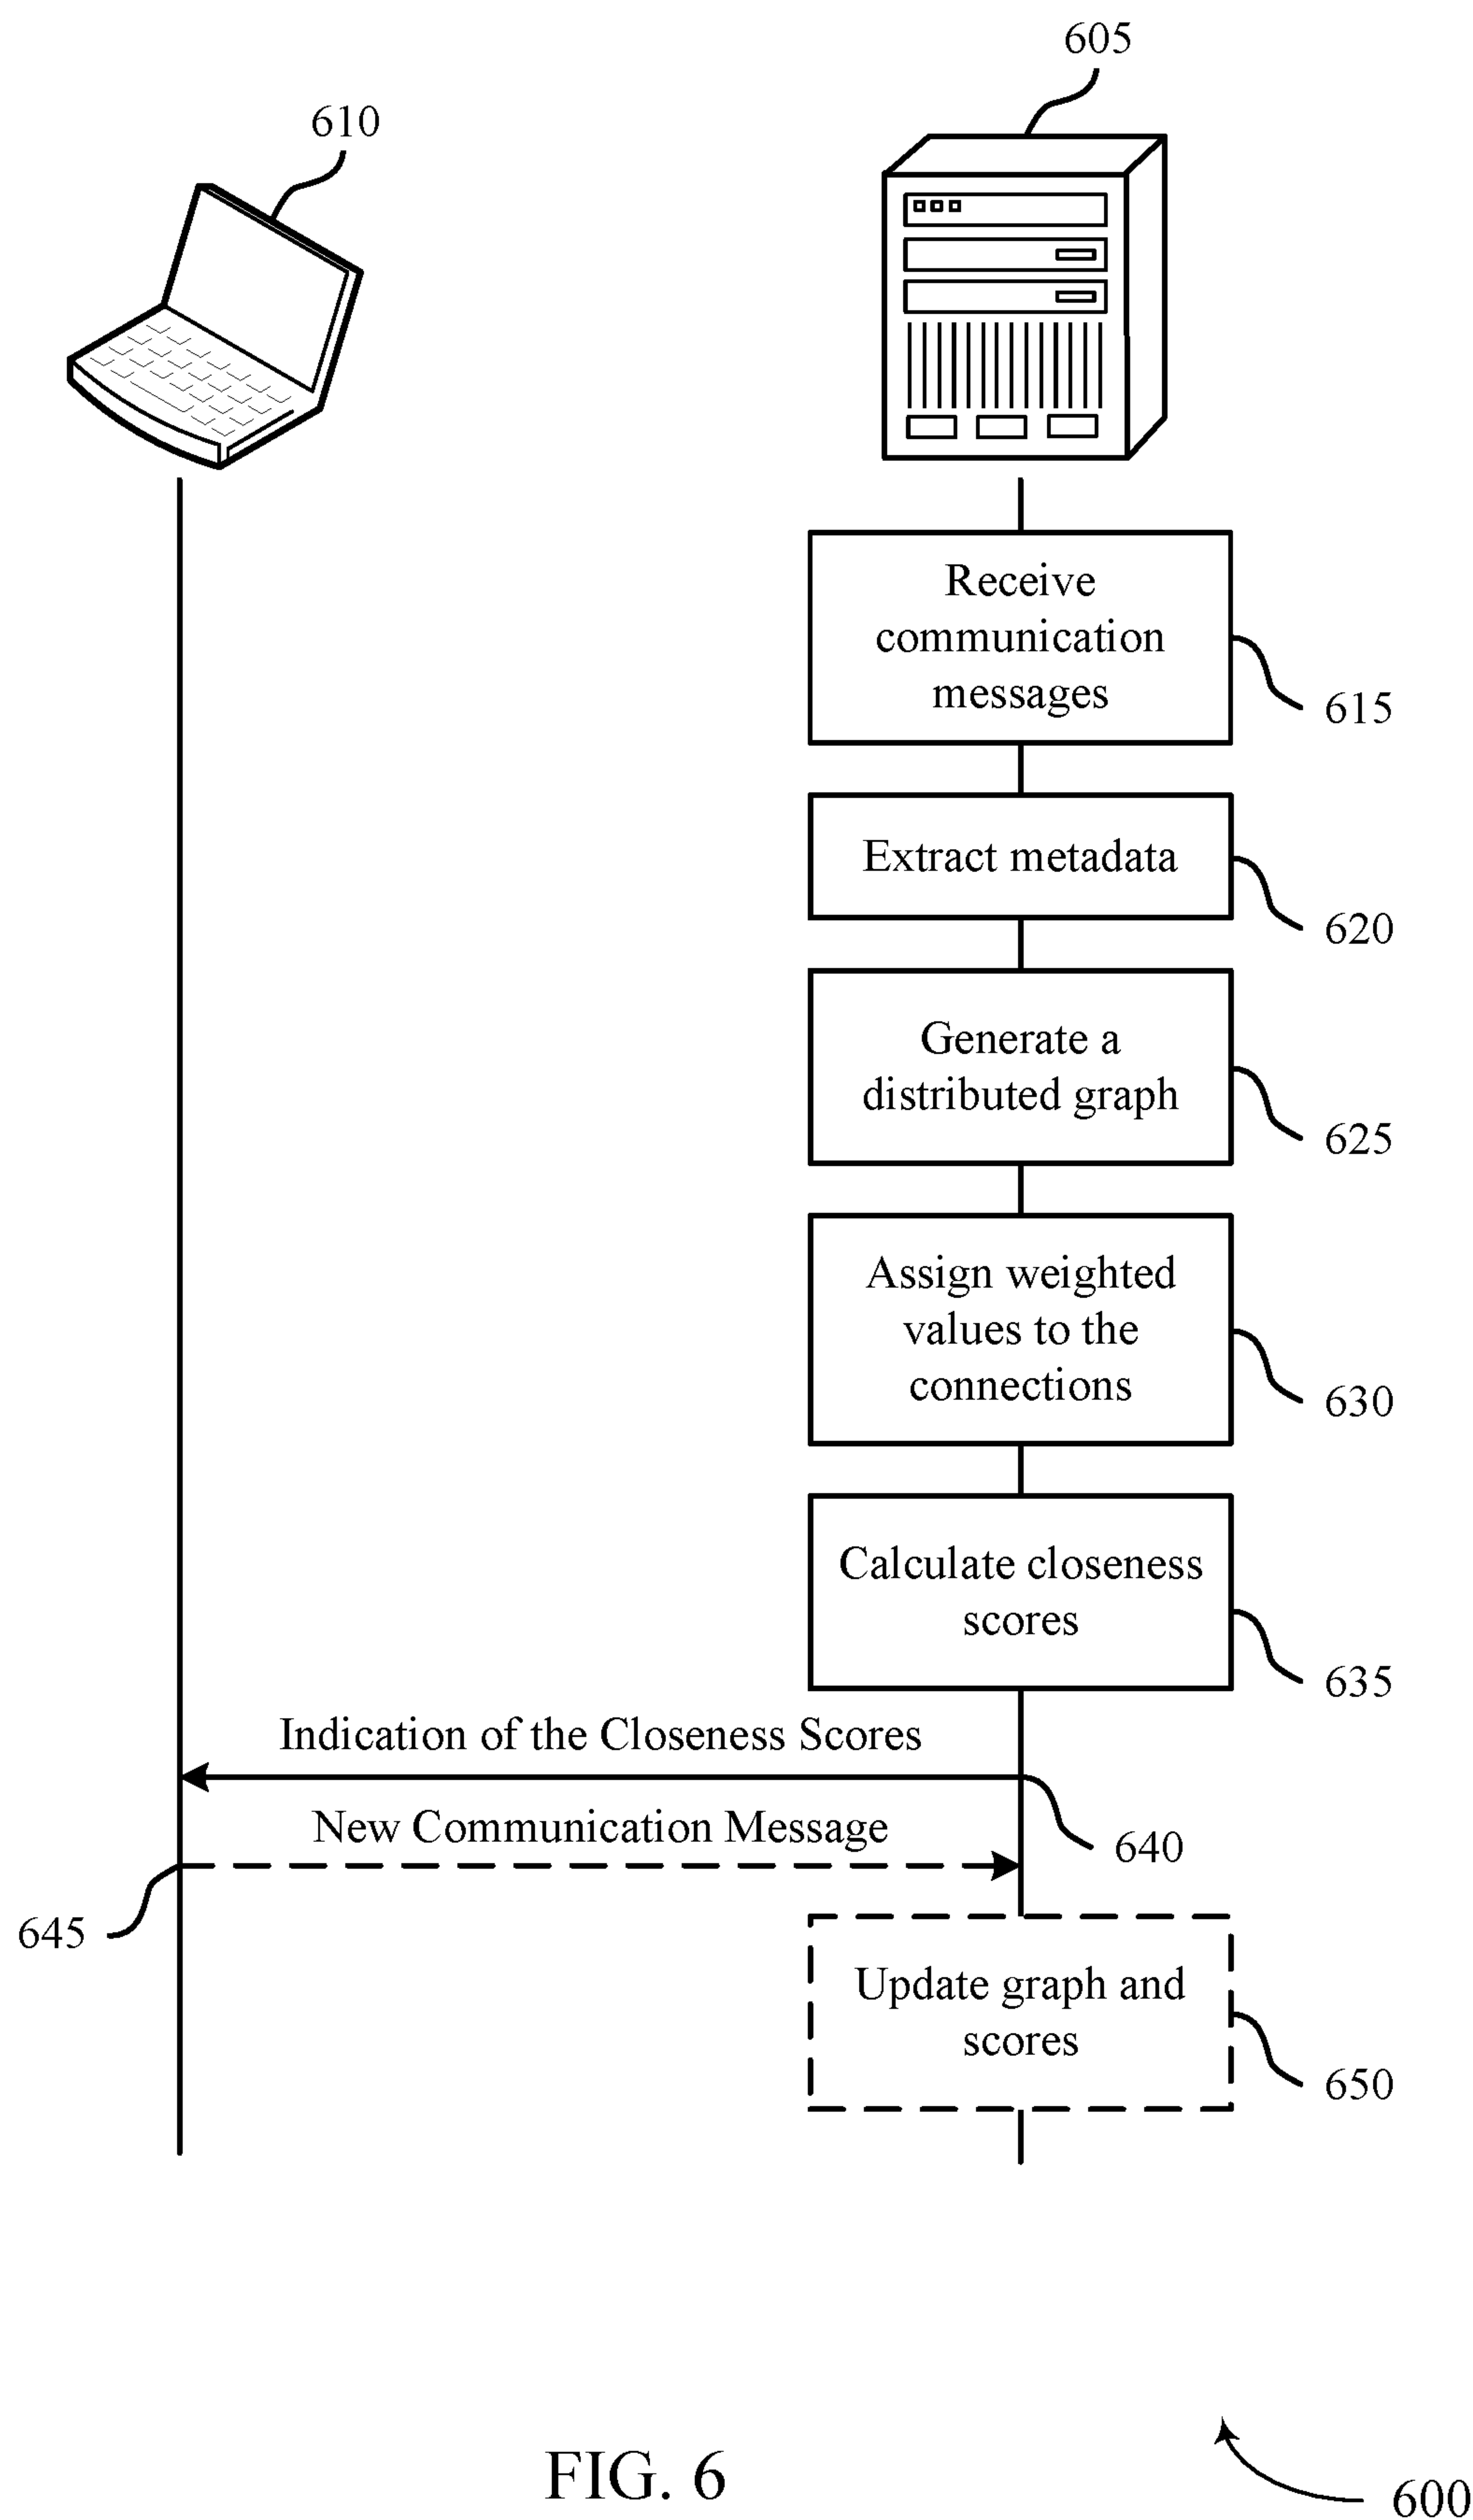 605
610
Receive
communication
messages
615
Extract metadata
620
Generate a
distributed graph
625
Assign weighted
values to the
connections
630
Calculate closeness
scores
635
Indication of the Closeness Scores
640
New Communication Message
645
Update graph and
scores
650
FIG. 6
600